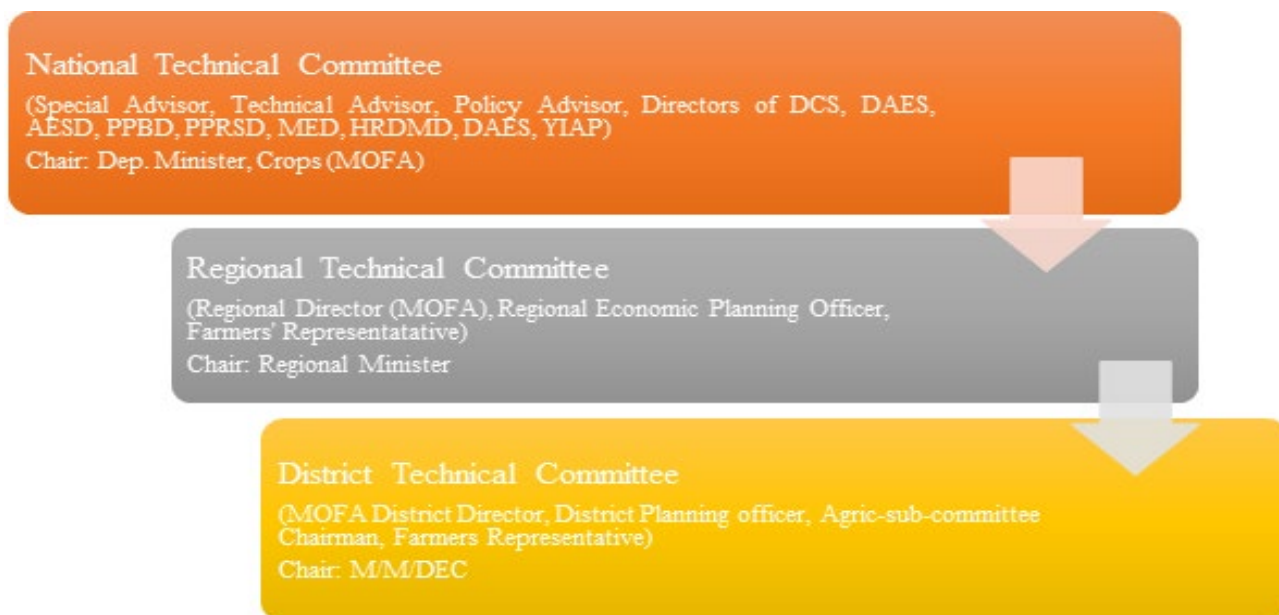 National Technical Committee
(Special Advisor, Technical Advisor, Policy Advisor, Directors of DCS, DAES,
AESD, PPBD, PPRSD, MED, HRDMD, DAES, YIAP)
Chair: Dep. Minister, Crops (MOFA)
Regional Technical Committee
(Regional Director (MOFA), Regional Economic Planning Officer,
Farmers' Representatative)
Chair: Regional Minister
District Technical Committee
(MOFA District Director, District Planning officer, Agric-sub-committee
Chairman, Farmers Representative)
Chair: M/M/DEC